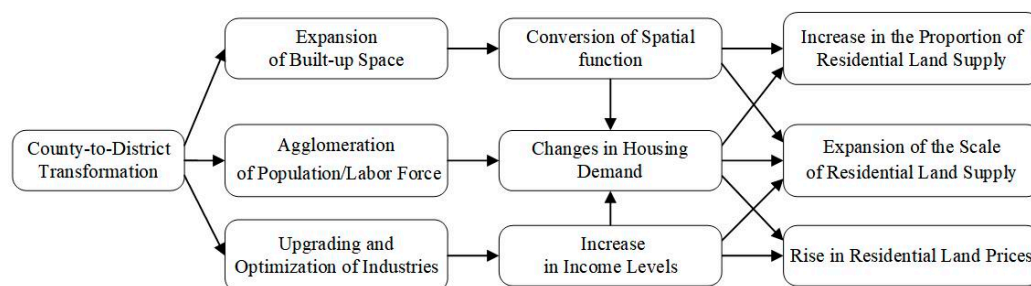 Expansion
of Built-up Space
Conversion of Spatial
function
Increase in the Proportion of
Residential Land Supply
County-to-District
Transformation
Agglomeration
of Population/Labor Force
Changes in Housing
Demand
Expansion of the Scale
of Residential Land Supply
Upgrading and
Optimization of Industries
Increase
in Income Levels
Rise in Residential Land Prices